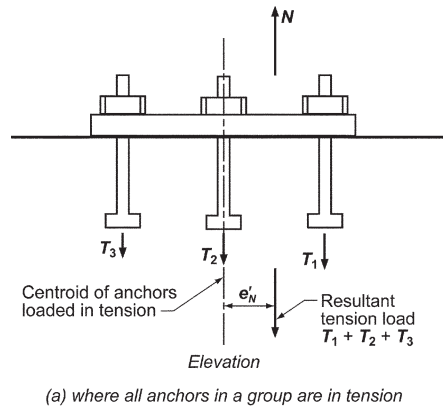 N
T3
T2
T1
Centroid of anchors
loaded in tension
e′N
Resultant
tension load
T1 + T2 + T3
Elevation
(a) where all anchors in a group are in tension